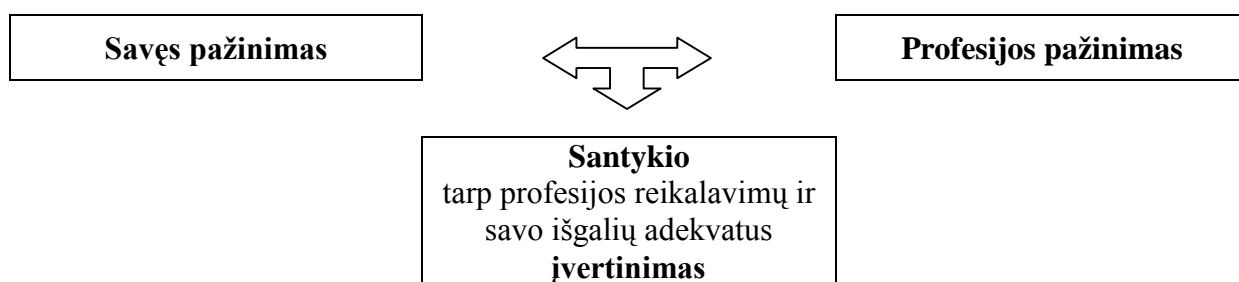 Savęs pažinimas
Profesijos pažinimas
Santykio
tarp profesijos reikalavimų ir
savo išgalių adekvatus
įvertinimas